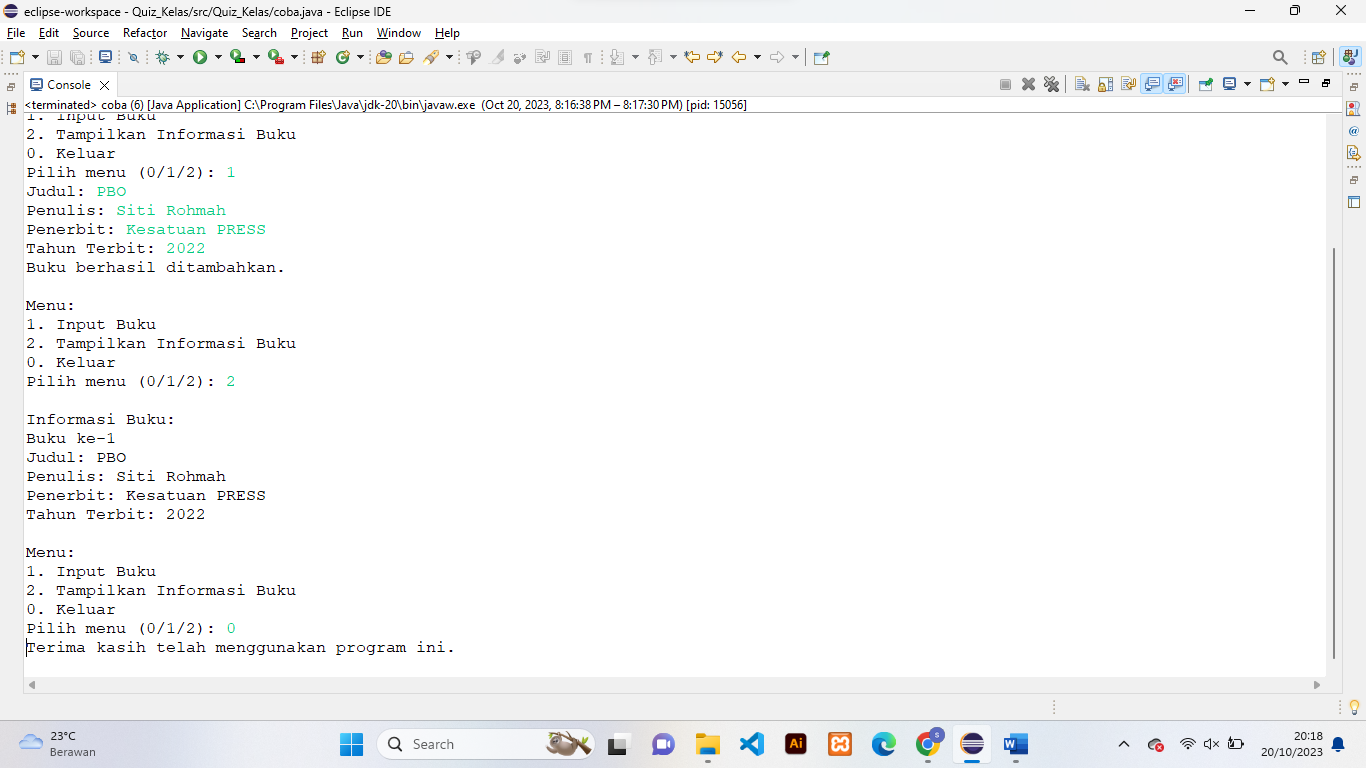 eclipse-workspace - Quiz_Kelas/src/Quiz_Kelas/coba.java - Eclipse IDE
File Edit Source Refactor Navigate Search Project Run Window Help
Console
<terminated> coba (6) [Java Application] C:\Program Files\Java\jdk-20\bin\javaw.exe (Oct 20, 2023, 8:16:38 PM – 8:17:30 PM) [pid: 15056]
1. Input Buku
2. Tampilkan Informasi Buku
0. Keluar
Pilih menu (0/1/2): 1
Judul: PBO
Penulis: Siti Rohmah
Penerbit: Kesatuan PRESS
Tahun Terbit: 2022
Buku berhasil ditambahkan.
Menu:
1. Input Buku
2. Tampilkan Informasi Buku
0. Keluar
Pilih menu (0/1/2): 2
Informasi Buku:
Buku ke-1
Judul: PBO
Penulis: Siti Rohmah
Penerbit: Kesatuan PRESS
Tahun Terbit: 2022
Menu:
1. Input Buku
2. Tampilkan Informasi Buku
0. Keluar
Pilih menu (0/1/2): 0
Terima kasih telah menggunakan program ini.
23°C
Berawan
Search
Ai
S
W
20:18
20/10/2023